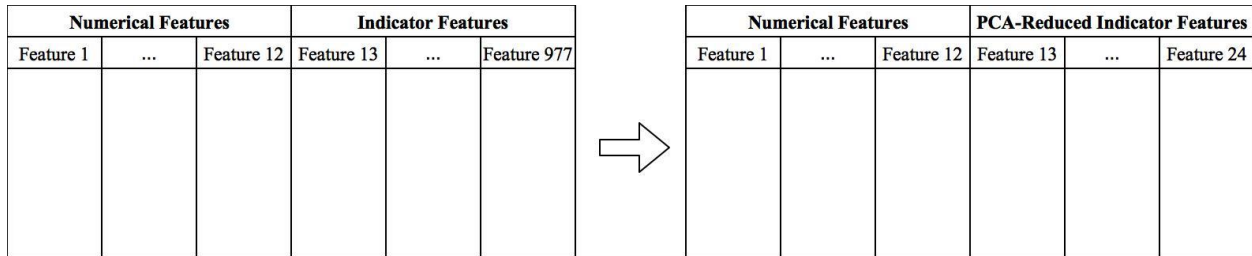 Numerical Features Indicator Features
Feature 1 ... Feature 12 Feature 13 ... Feature 977
Numerical Features PCA-Reduced Indicator Features
Feature 1 ... Feature 12 Feature 13 ... Feature 24